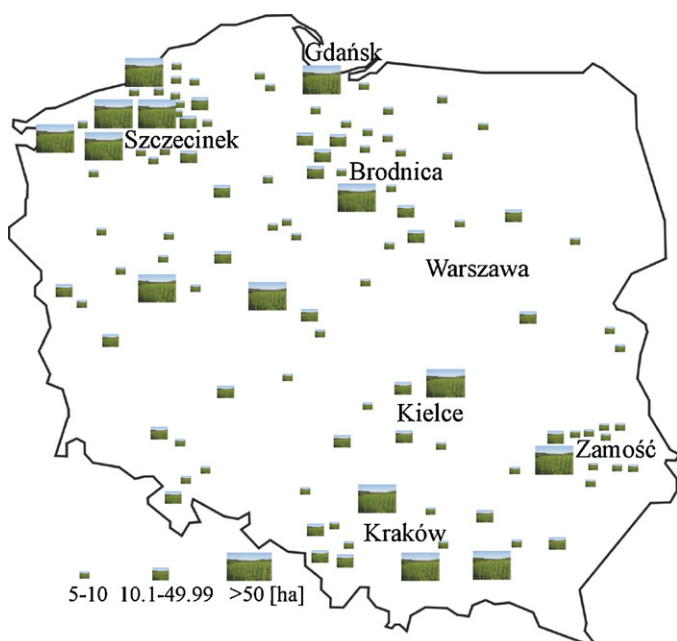 Gdańsk
Szczecinek
Brodnica
Warszawa
Kielce
Zamość
Kraków
5-10 10.1-49.99 >50 [ha]